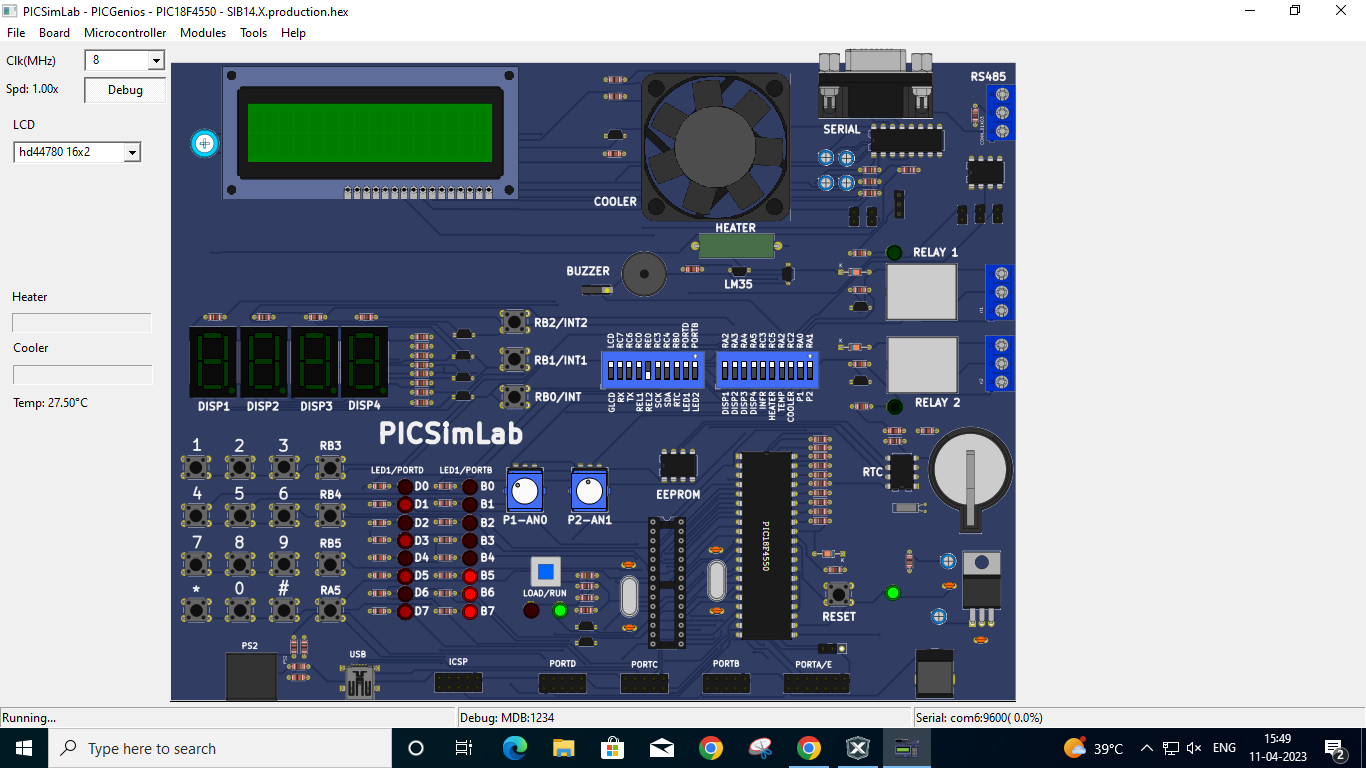 PICSimLab - PICGenios - PIC18F4550 - SIB14.X.production.hex
File Board Microcontroller Modules Tools Help
Clk(MHz) 8
Spd: 1.00x Debug
LCD
hd44780 16x2
Heater
Cooler
Temp: 27.50°C
COOLER
SERIAL
RS485
HEATER
LM35
BUZZER
RELAY 1
RELAY 2
RB2/INT2
RB1/INT1
RB0/INT
LCD RC7 RC6 RC0 RE0 RC3 RC4 RB0 PORTD PORTB
GLCD RX TX REL1 REL2 SCK SDA RTC LED1 LED2
RA2 RA3 RA4 RA5 RC3 RC5 RA2 RC2 RA0 RA1
DISP1 DISP2 DISP3 DISP4 INFR HEATER TEMP COOLER P1 P2
DISP1 DISP2 DISP3 DISP4
PICSimLab
1 2 3 RB3
4 5 6 RB4
7 8 9 RB5
* 0 # RA5
LED1/PORTD LED1/PORTB
D0 B0
D1 B1
D2 B2
D3 B3
D4 B4
D5 B5
D6 B6
D7 B7
P1-AN0 P2-AN1
EEPROM
RTC
PIC18F4550
LOAD/RUN
RESET
PS2
PS2
USB
ICSP
PORTD
PORTC
PORTB
PORTA/E
Running... Debug: MDB:1234 Serial: com6:9600( 0.0%)
Type here to search
39°C ENG 15:49
11-04-2023 2